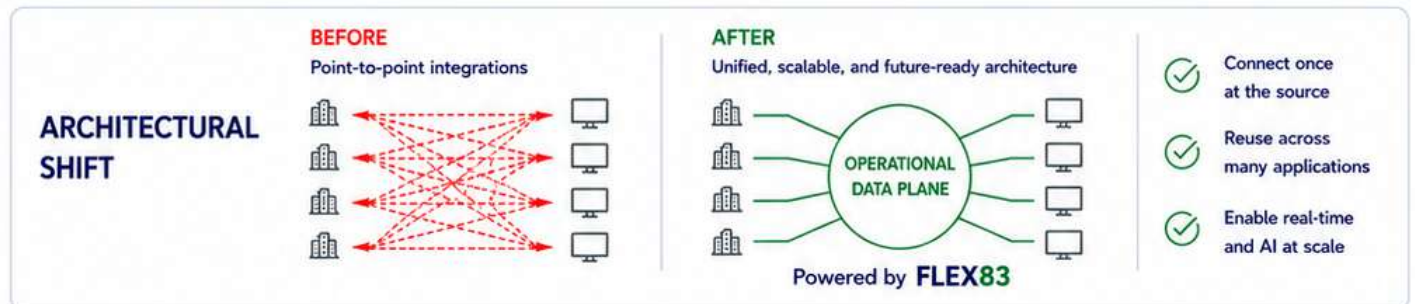 ARCHITECTURAL
SHIFT
BEFORE
Point-to-point integrations
AFTER
Unified, scalable, and future-ready architecture
OPERATIONAL
DATA PLANE
Powered by FLEX83
Connect once
at the source
Reuse across
many applications
Enable real-time
and AI at scale